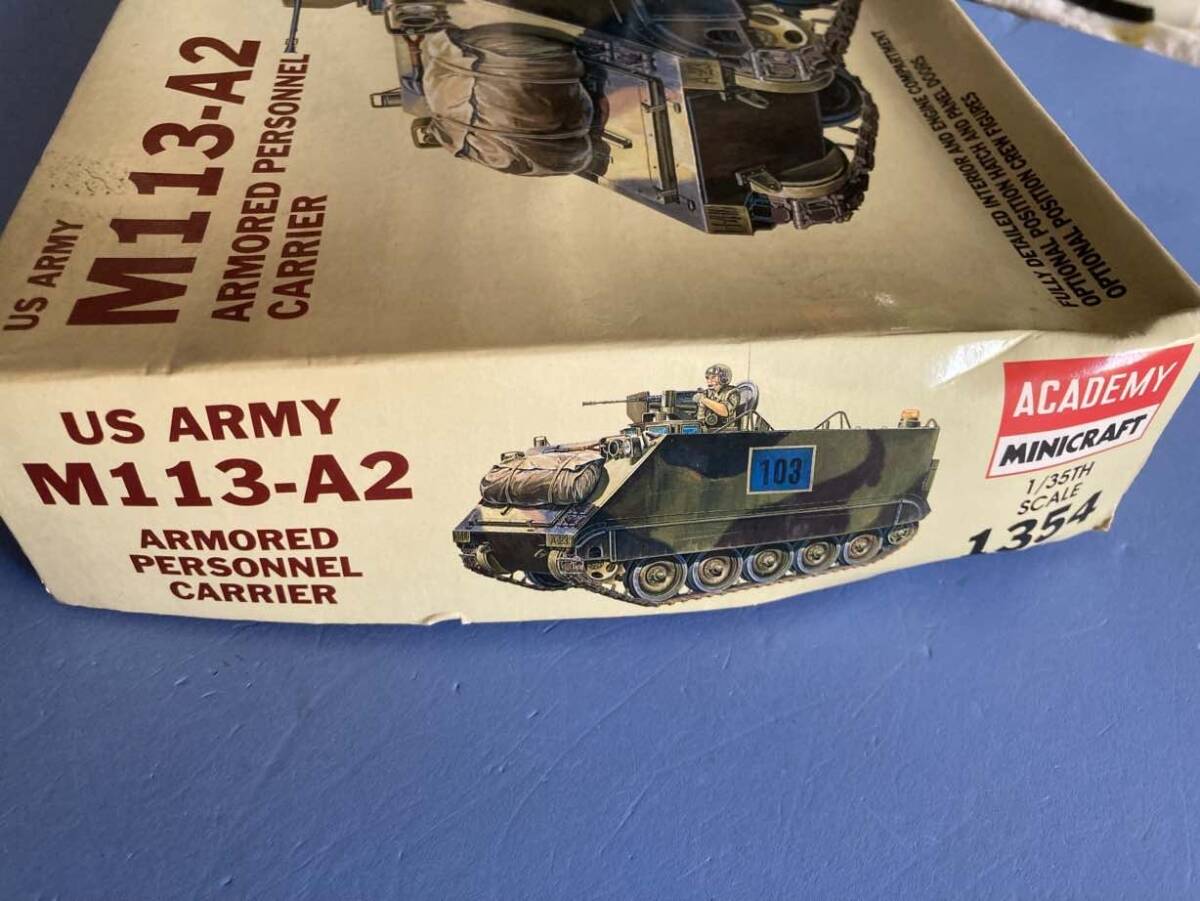 US ARMY
M113-A2
ARMORED PERSONNEL
CARRIER
FULLY DETAILED INTERIOR AND ENGINE COMPARTMENT
OPTIONAL POSITION HATCH AND PANEL DOORS
OPTIONAL POSITION CREW FIGURES
US ARMY
M113-A2
ARMORED
PERSONNEL
CARRIER
103
ACADEMY
MINICRAFT
1/35TH
SCALE
1354